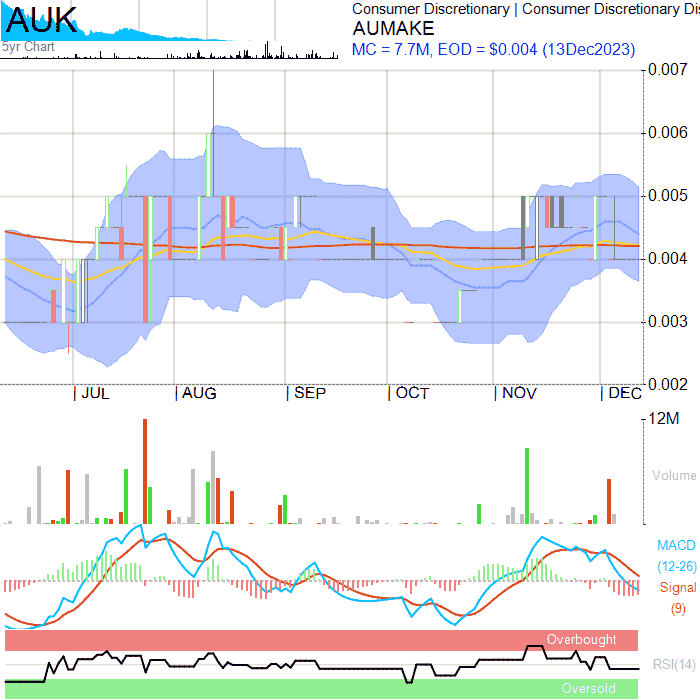 AUK
5yr Chart
Consumer Discretionary | Consumer Discretionary Dis
AUMAKE
MC = 7.7M, EOD = $0.004 (13Dec2023)
0.007
0.006
0.005
0.004
0.003
0.002
JUL
AUG
SEP
OCT
NOV
DEC
12M
Volume
MACD
(12-26)
Signal
(9)
Overbought
RSI(14)
Oversold